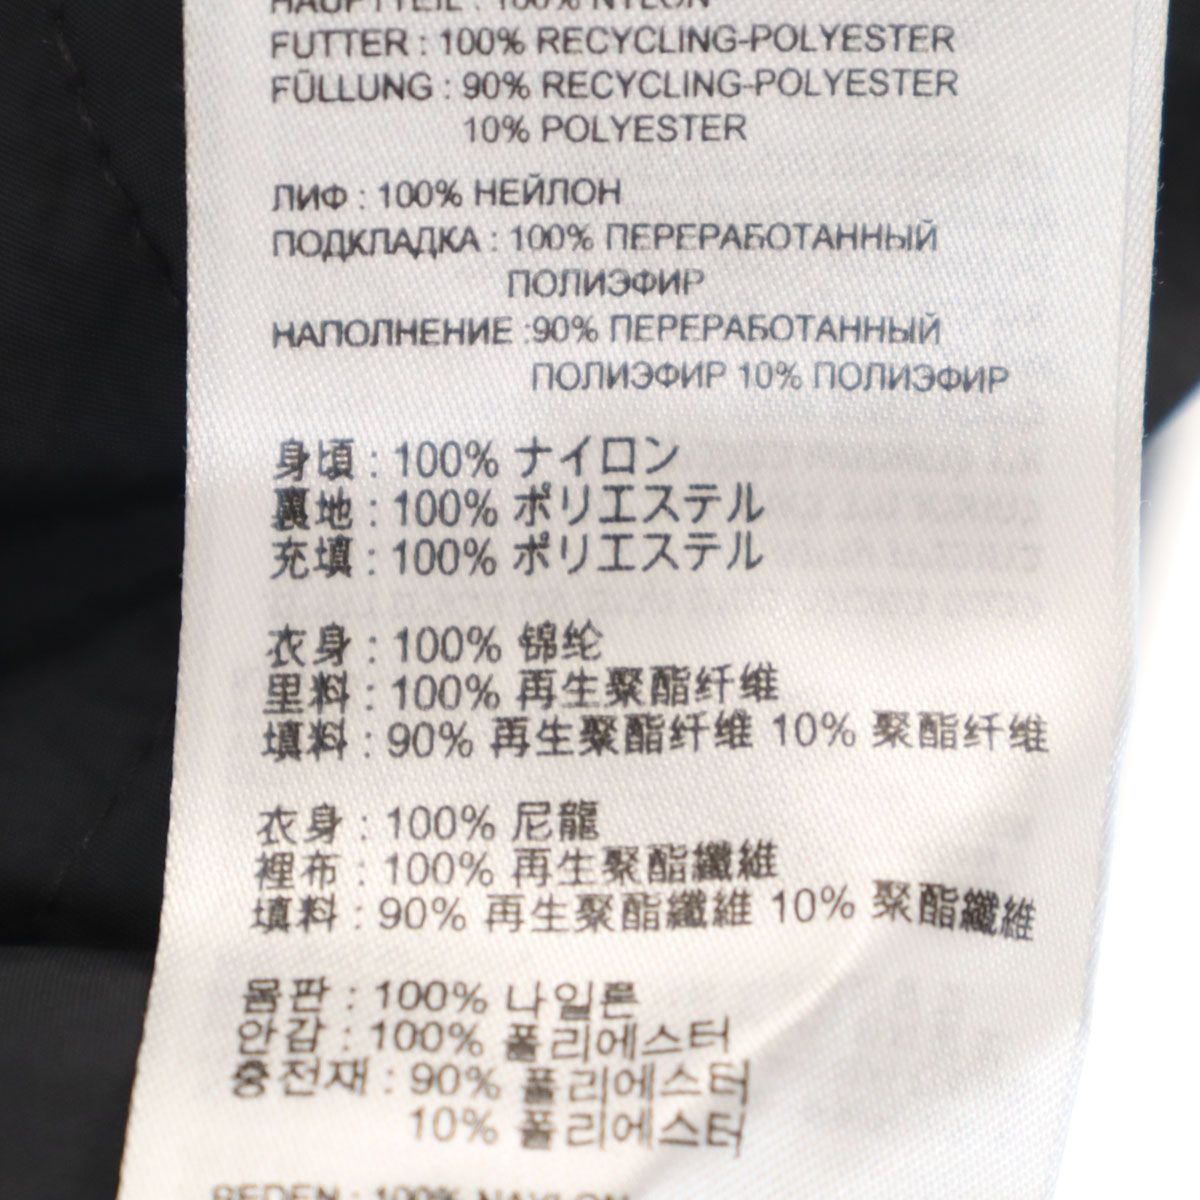 HAUPTTEIL : 100% NYLON
FUTTER : 100% RECYCLING-POLYESTER
FÜLLUNG : 90% RECYCLING-POLYESTER
10% POLYESTER
ЛИФ : 100% НЕЙЛОН
ПОДКЛАДКА : 100% ПЕРЕРАБОТАННЫЙ
ПОЛИЭФИР
НАПОЛНЕНИЕ :90% ПЕРЕРАБОТАННЫЙ
ПОЛИЭФИР 10% ПОЛИЭФИР
身頃 : 100% ナイロン
裏地 : 100% ポリエステル
充填 : 100% ポリエステル
衣身 : 100% 锦纶
里料 : 100% 再生聚酯纤维
填料 : 90% 再生聚酯纤维 10% 聚酯纤维
衣身 : 100% 尼龍
裡布 : 100% 再生聚酯纖維
填料 : 90% 再生聚酯纖維 10% 聚酯纖維
몸판 : 100% 나일론
안감 : 100% 폴리에스터
충전재 : 90% 폴리에스터
10% 폴리에스터
BEDEN : 100% NAYLON